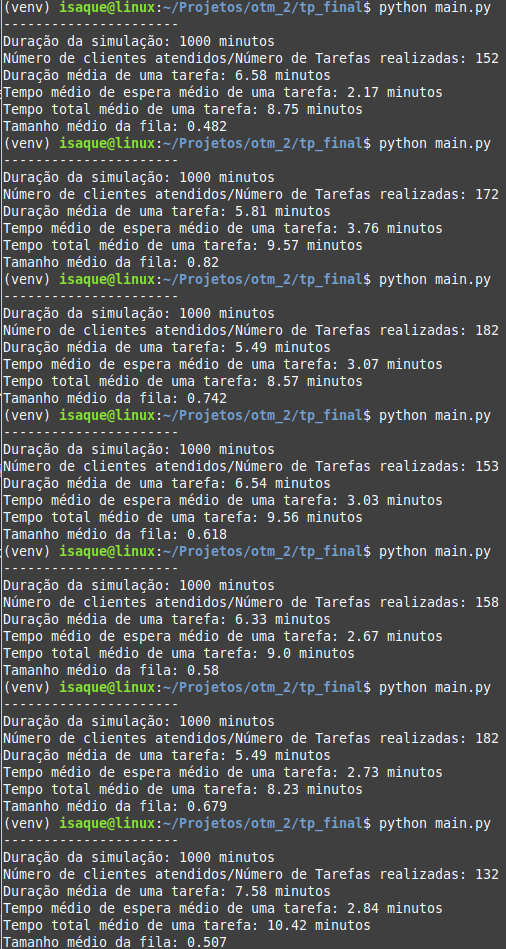 (venv) isaque@linux:~/Projetos/otm_2/tp_final$ python main.py
----------------------
Duração da simulação: 1000 minutos
Número de clientes atendidos/Número de Tarefas realizadas: 152
Duração média de uma tarefa: 6.58 minutos
Tempo médio de espera médio de uma tarefa: 2.17 minutos
Tempo total médio de uma tarefa: 8.75 minutos
Tamanho médio da fila: 0.482
(venv) isaque@linux:~/Projetos/otm_2/tp_final$ python main.py
----------------------
Duração da simulação: 1000 minutos
Número de clientes atendidos/Número de Tarefas realizadas: 172
Duração média de uma tarefa: 5.81 minutos
Tempo médio de espera médio de uma tarefa: 3.76 minutos
Tempo total médio de uma tarefa: 9.57 minutos
Tamanho médio da fila: 0.82
(venv) isaque@linux:~/Projetos/otm_2/tp_final$ python main.py
----------------------
Duração da simulação: 1000 minutos
Número de clientes atendidos/Número de Tarefas realizadas: 182
Duração média de uma tarefa: 5.49 minutos
Tempo médio de espera médio de uma tarefa: 3.07 minutos
Tempo total médio de uma tarefa: 8.57 minutos
Tamanho médio da fila: 0.742
(venv) isaque@linux:~/Projetos/otm_2/tp_final$ python main.py
----------------------
Duração da simulação: 1000 minutos
Número de clientes atendidos/Número de Tarefas realizadas: 153
Duração média de uma tarefa: 6.54 minutos
Tempo médio de espera médio de uma tarefa: 3.03 minutos
Tempo total médio de uma tarefa: 9.56 minutos
Tamanho médio da fila: 0.618
(venv) isaque@linux:~/Projetos/otm_2/tp_final$ python main.py
----------------------
Duração da simulação: 1000 minutos
Número de clientes atendidos/Número de Tarefas realizadas: 158
Duração média de uma tarefa: 6.33 minutos
Tempo médio de espera médio de uma tarefa: 2.67 minutos
Tempo total médio de uma tarefa: 9.0 minutos
Tamanho médio da fila: 0.58
(venv) isaque@linux:~/Projetos/otm_2/tp_final$ python main.py
----------------------
Duração da simulação: 1000 minutos
Número de clientes atendidos/Número de Tarefas realizadas: 182
Duração média de uma tarefa: 5.49 minutos
Tempo médio de espera médio de uma tarefa: 2.73 minutos
Tempo total médio de uma tarefa: 8.23 minutos
Tamanho médio da fila: 0.679
(venv) isaque@linux:~/Projetos/otm_2/tp_final$ python main.py
----------------------
Duração da simulação: 1000 minutos
Número de clientes atendidos/Número de Tarefas realizadas: 132
Duração média de uma tarefa: 7.58 minutos
Tempo médio de espera médio de uma tarefa: 2.84 minutos
Tempo total médio de uma tarefa: 10.42 minutos
Tamanho médio da fila: 0.507